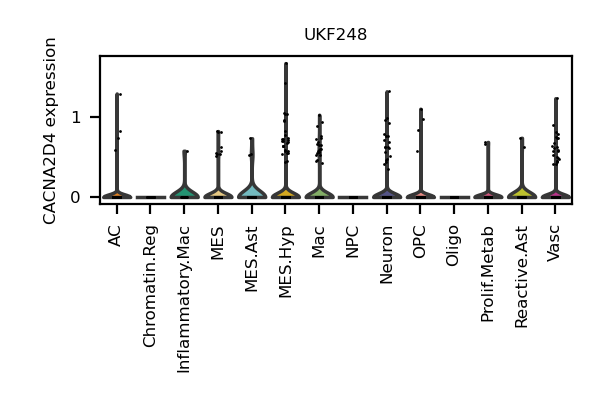 UKF248
CACNA2D4 expression
1
0
AC
Chromatin.Reg
Inflammatory.Mac
MES
MES.Ast
MES.Hyp
Mac
NPC
Neuron
OPC
Oligo
Prolif.Metab
Reactive.Ast
Vasc